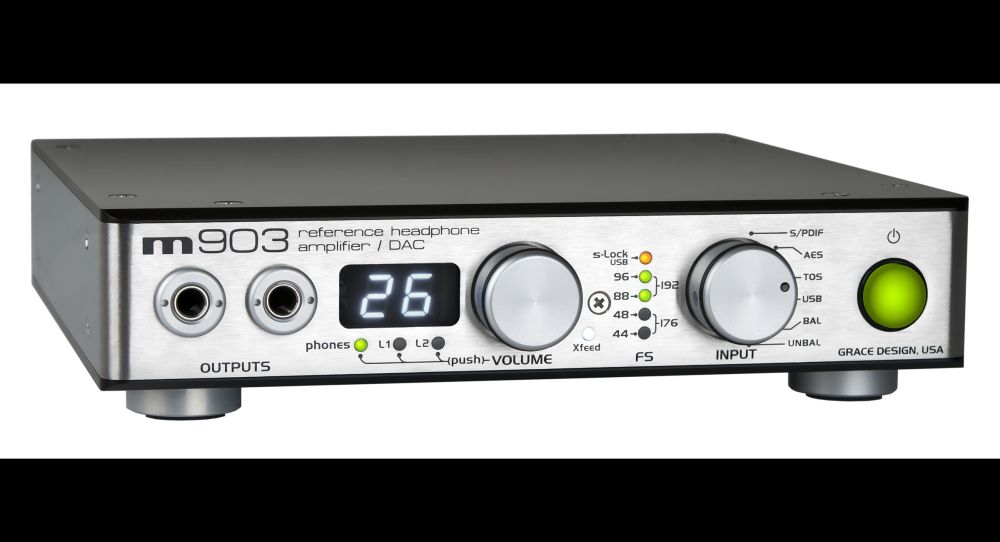 m903 reference headphone
amplifier / DAC
26
phones L1 L2
(push)
OUTPUTS
VOLUME
s-Lock
USB
96
192
88
48
176
44
Xfeed
FS
S/PDIF
AES
TOS
USB
BAL
UNBAL
INPUT
GRACE DESIGN, USA